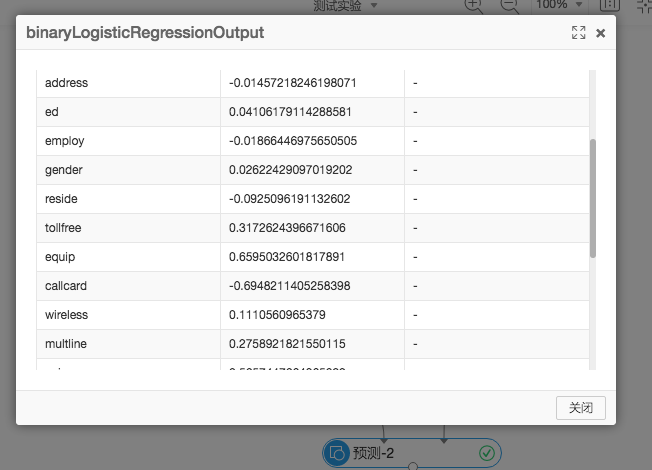 测试实验
100%
binaryLogisticRegressionOutput
address -0.01457218246198071 -
ed 0.04106179114288581 -
employ -0.01866446975650505 -
gender 0.02622429097019202 -
reside -0.0925096191132602 -
tollfree 0.3172624396671606 -
equip 0.6595032601817891 -
callcard -0.6948211405258398 -
wireless 0.1110560965379 -
multline 0.2758921821550115 -
关闭
预测-2